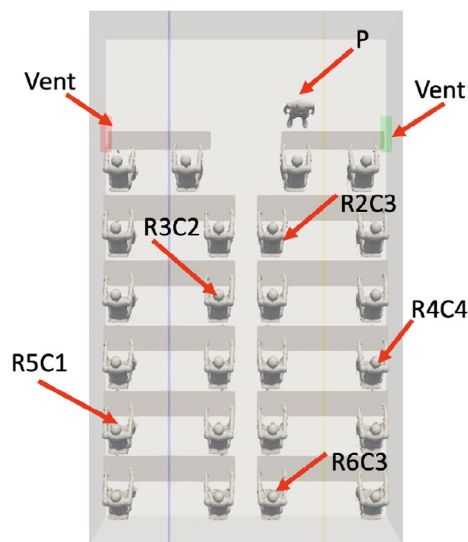 P
Vent
Vent
R2C3
R3C2
R4C4
R5C1
R6C3